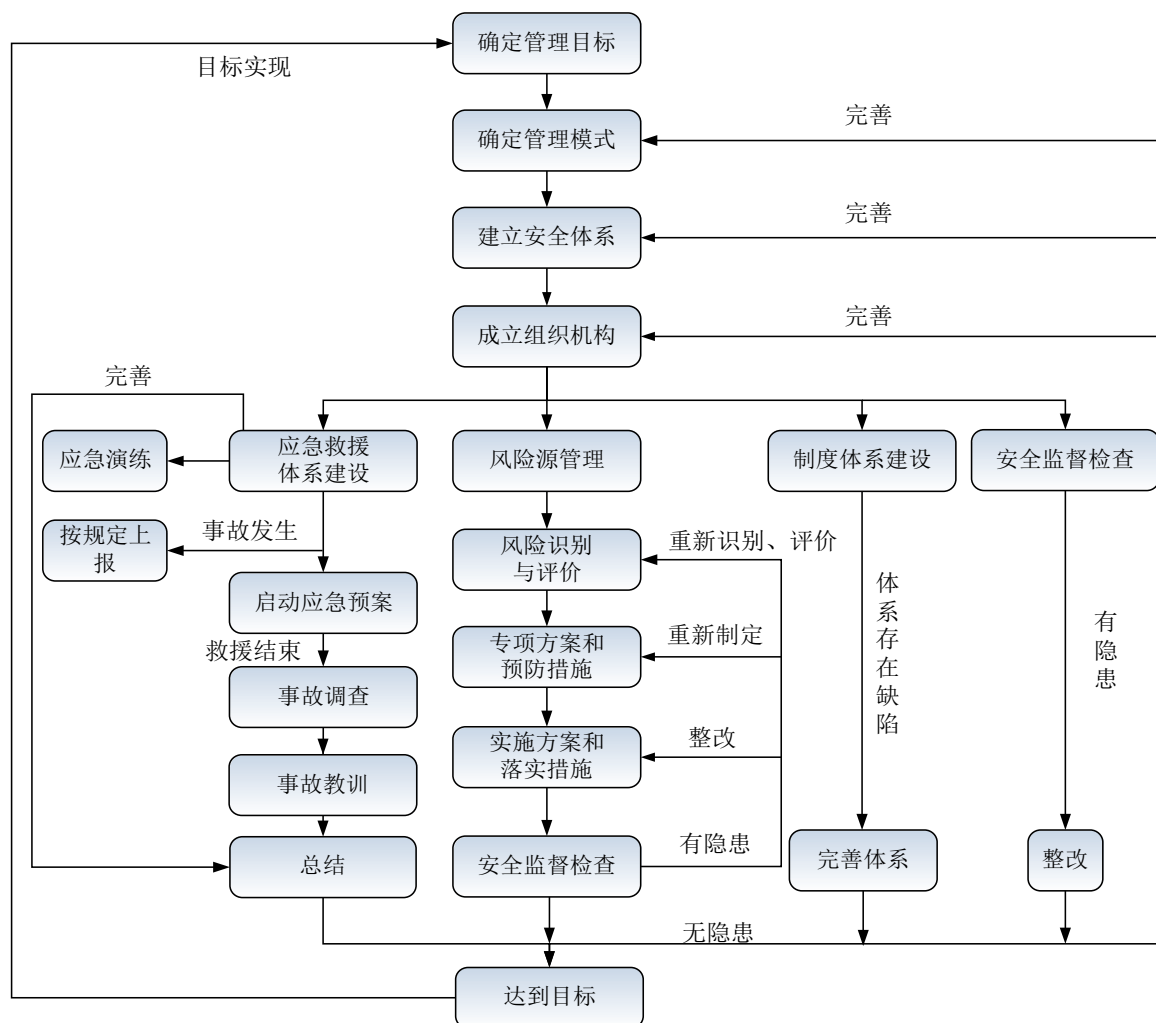 确定管理目标
目标实现
确定管理模式
完善
建立安全体系
完善
成立组织机构
完善
完善
应急演练
应急救援
体系建设
风险源管理
制度体系建设
安全监督检查
按规定上
报
事故发生
风险识别
与评价
重新识别、评价
启动应急预案
体系存在缺陷
有隐患
救援结束
专项方案和
预防措施
重新制定
事故调查
实施方案和
落实措施
整改
事故教训
总结
安全监督检查
有隐患
完善体系
整改
无隐患
达到目标